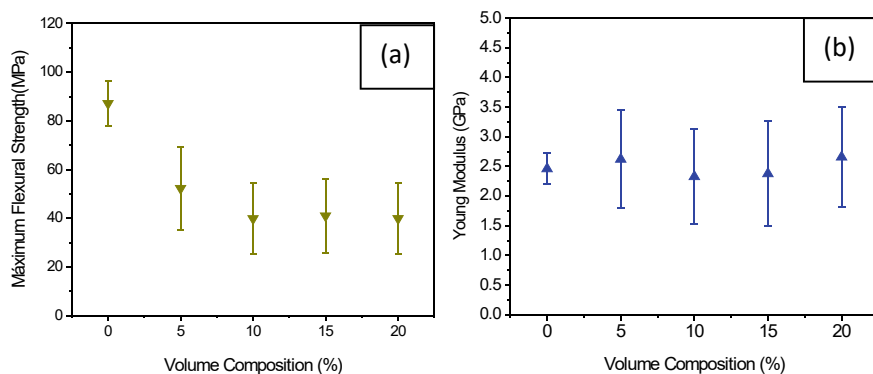 120
100
80
60
40
20
0
0 5 10 15 20
Máximum Flexural Strength(MPa)
Volume Composition (%)
(a)
5.0
4.5
4.0
3.5
3.0
2.5
2.0
1.5
1.0
0.5
0.0
0 5 10 15 20
Young Modulus (GPa)
Volume Composition (%)
(b)